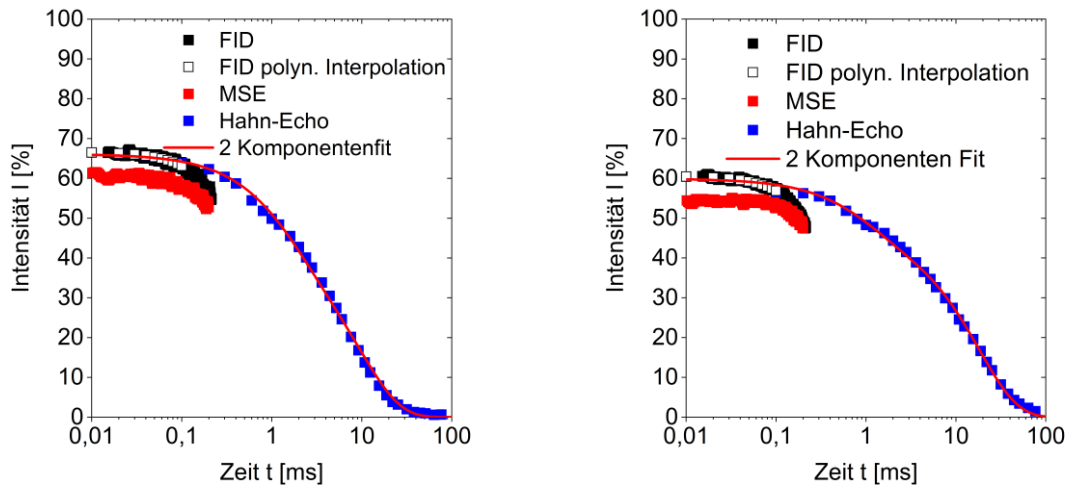 100
90
80
70
60
50
40
30
20
10
0
Intensität I [%]
FID
FID polyn. Interpolation
MSE
Hahn-Echo
2 Komponentenfit
0,01
0,1
1
10
100
Zeit t [ms]
100
90
80
70
60
50
40
30
20
10
0
Intensität I [%]
FID
FID polyn. Interpolation
MSE
Hahn-Echo
2 Komponenten Fit
0,01
0,1
1
10
100
Zeit t [ms]